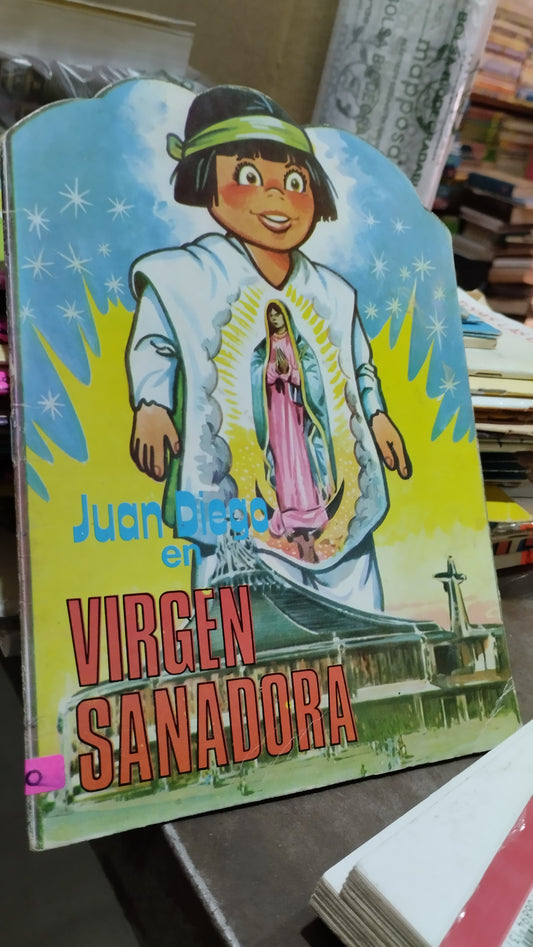 Juan Diego
en
VIRGEN
SANADORA